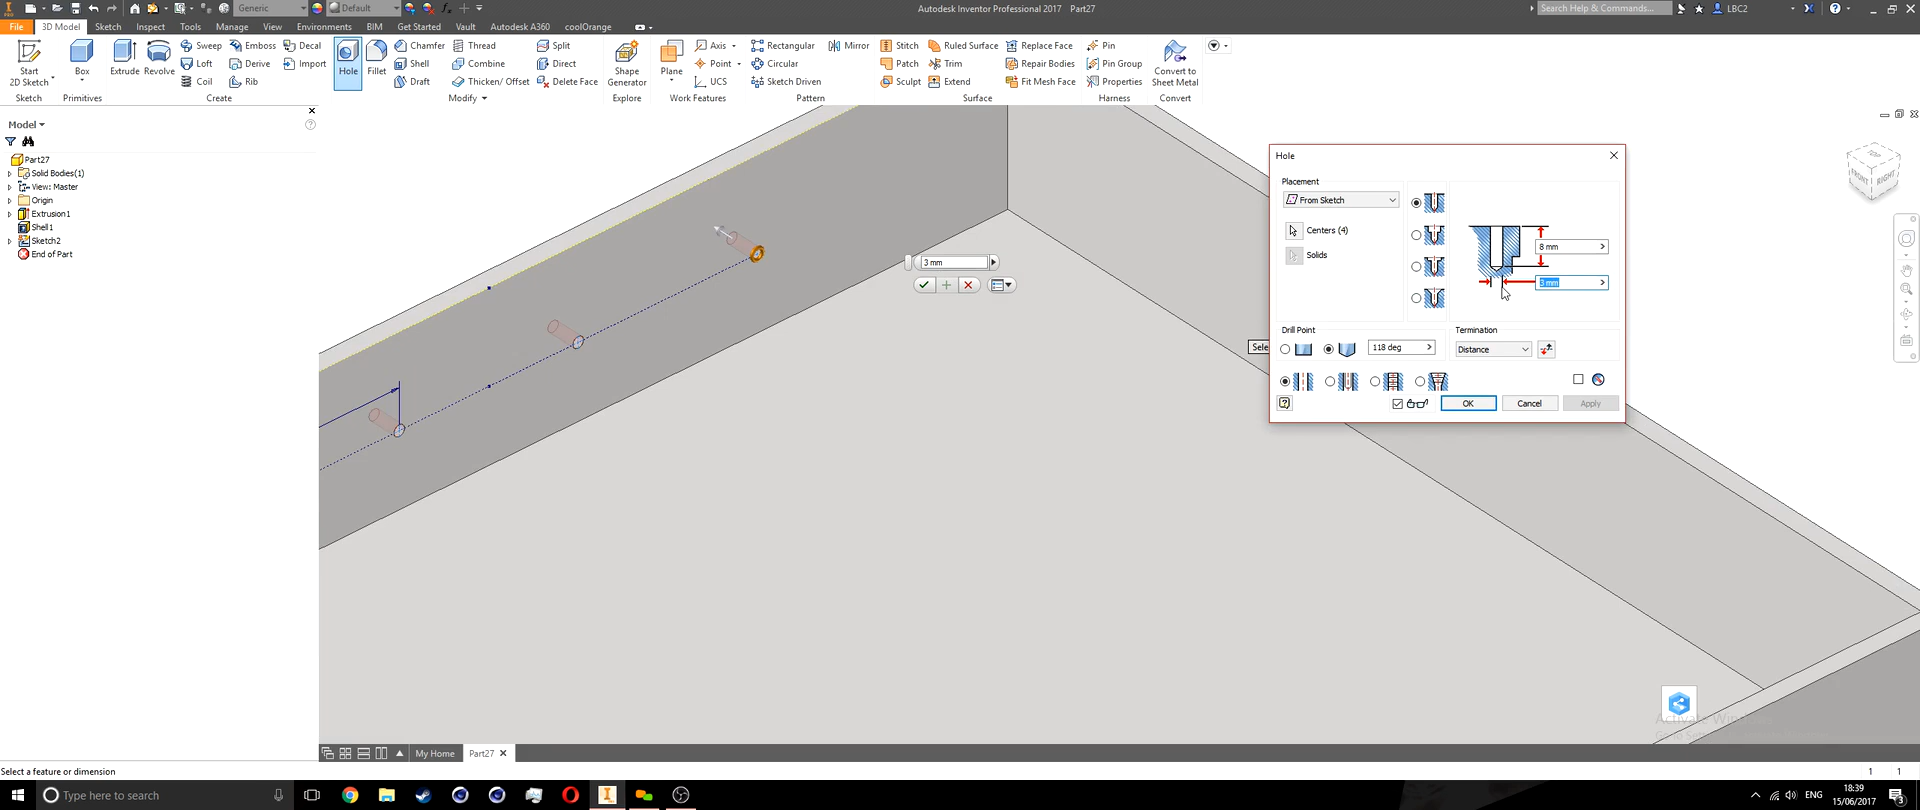 Generic
Default
Autodesk Inventor Professional 2017 Part27
Search Help & Commands...
LBC2
File
3D Model
Sketch
Inspect
Tools
Manage
View
Environments
BIM
Get Started
Vault
Autodesk A360
coolOrange
Start
2D Sketch
Box
Extrude
Revolve
Sweep
Emboss
Decal
Loft
Derive
Import
Coil
Rib
Hole
Fillet
Chamfer
Thread
Split
Shell
Combine
Direct
Draft
Thicken/ Offset
Delete Face
Shape
Generator
Plane
Axis
Point
UCS
Rectangular
Mirror
Circular
Sketch Driven
Stitch
Ruled Surface
Replace Face
Patch
Trim
Repair Bodies
Sculpt
Extend
Fit Mesh Face
Pin
Pin Group
Properties
Convert to
Sheet Metal
Sketch
Primitives
Create
Modify
Explore
Work Features
Pattern
Surface
Harness
Convert
Model
Part27
Solid Bodies(1)
View: Master
Origin
Extrusion1
Shell1
Sketch2
End of Part
3 mm
Hole
Placement
From Sketch
Centers (4)
Solids
8 mm
3 mm
Drill Point
Termination
118 deg
Distance
OK
Cancel
Apply
Sele
TOP
FRONT
RIGHT
My Home
Part27
Select a feature or dimension
1 1
Type here to search
ENG
18:39
15/06/2017
3